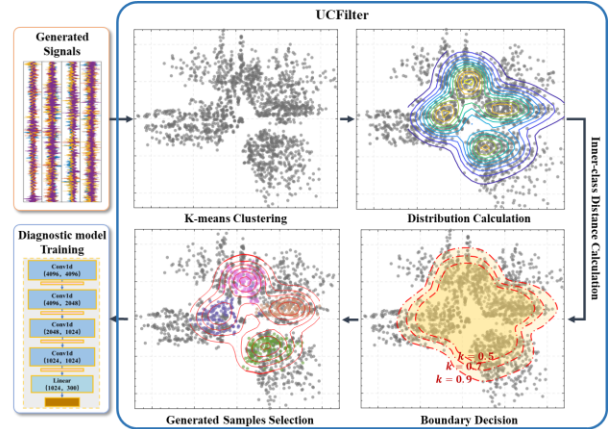 UCFilter
Generated
Signals
K-means Clustering
Distribution Calculation
Inner-class
Distance Calculation
Diagnostic model
Training
Conv1d
(4096, 4096)
Conv1d
(4096, 2048)
Conv1d
(2048, 1024)
Conv1d
(1024, 1024)
Linear
(1024, 300)
k = 0.5
k = 0.7
k = 0.9
Generated Samples Selection
Boundary Decision